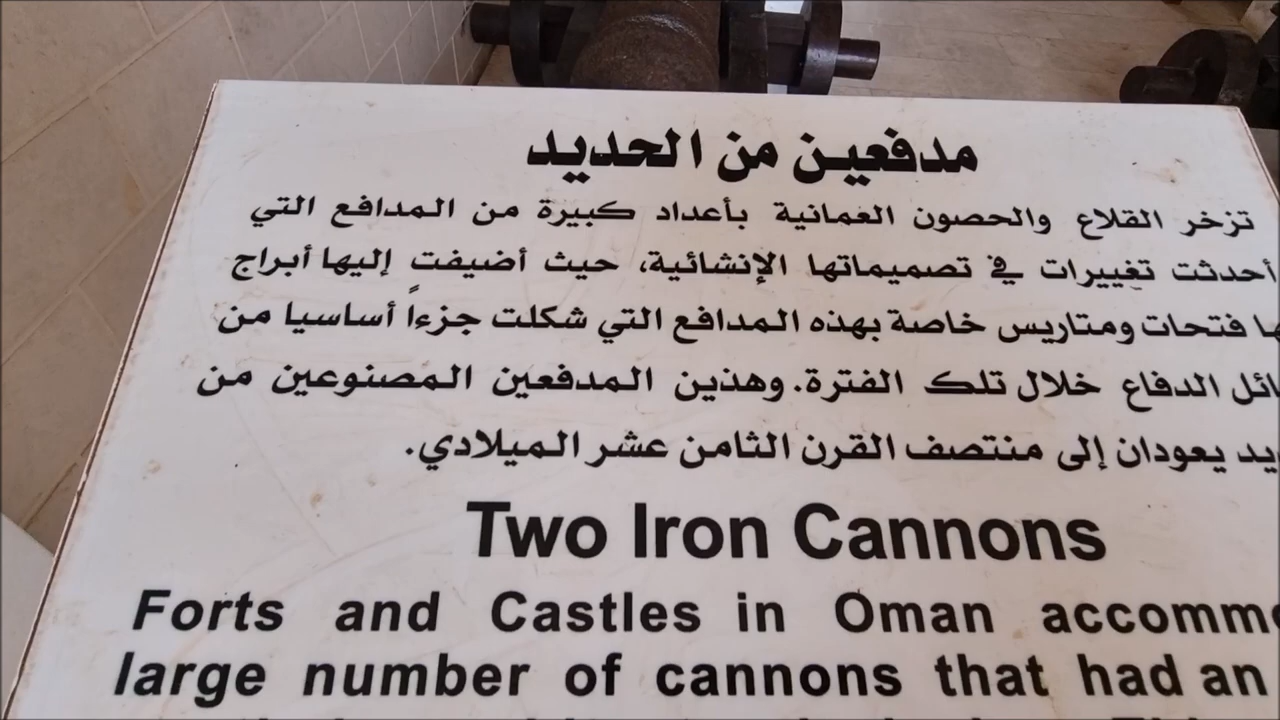 مدفعين من الحديد
تزخر القلاع والحصون العمانية بأعداد كبيرة من المدافع التي
أحدثت تغييرات في تصميماتها الإنشائية، حيث أضيفت إليها أبراج
فتحات ومتاريس خاصة بهذه المدافع التي شكلت جزءاً أساسيا من
الدفاع خلال تلك الفترة. وهذين المدفعين المصنوعين من
يعودان إلى منتصف القرن الثامن عشر الميلادي.
Two Iron Cannons
Forts and Castles in Oman
large number of cannons that had an